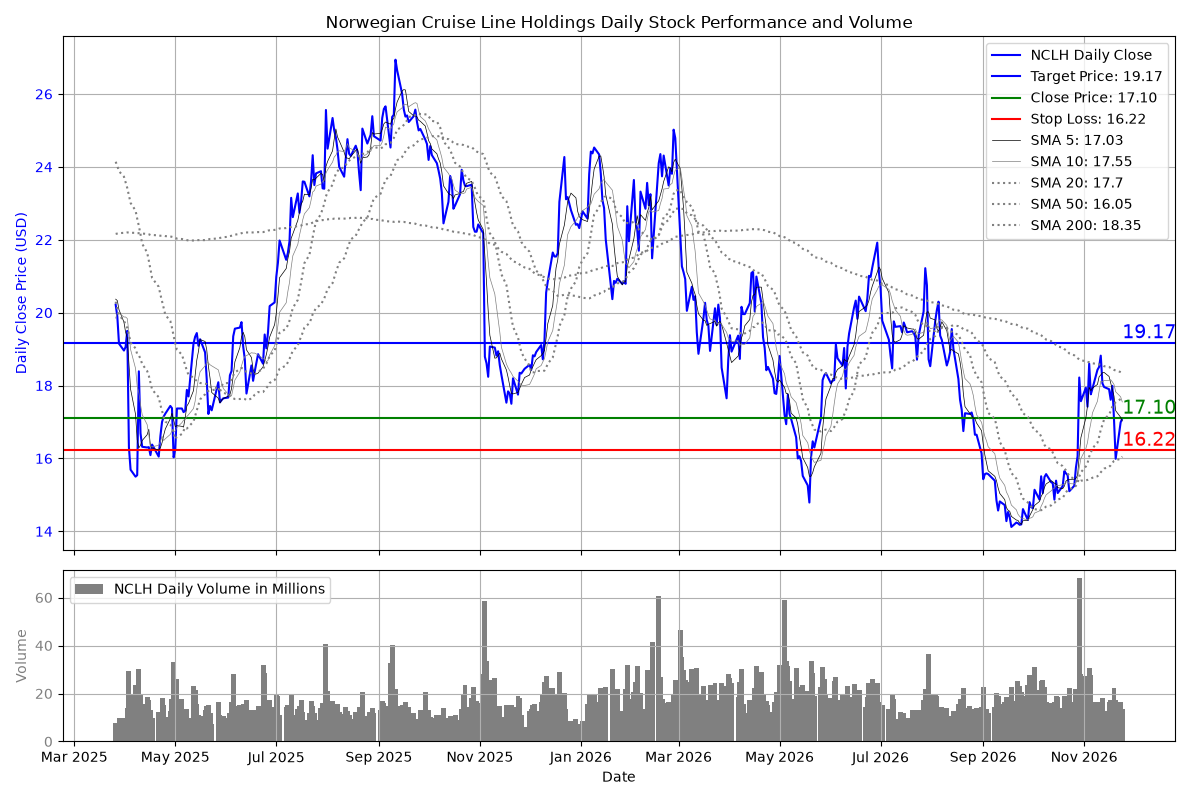 Norwegian Cruise Line Holdings Daily Stock Performance and Volume
Daily Close Price (USD)
26
24
22
20
18
16
14
NCLH Daily Close
Target Price: 19.17
Close Price: 17.10
Stop Loss: 16.22
SMA 5: 17.03
SMA 10: 17.55
SMA 20: 17.7
SMA 50: 16.05
SMA 200: 18.35
19.17
17.10
16.22
Volume
60
40
20
0
NCLH Daily Volume in Millions
Mar 2025 May 2025 Jul 2025 Sep 2025 Nov 2025 Jan 2026 Mar 2026 May 2026 Jul 2026 Sep 2026 Nov 2026
Date